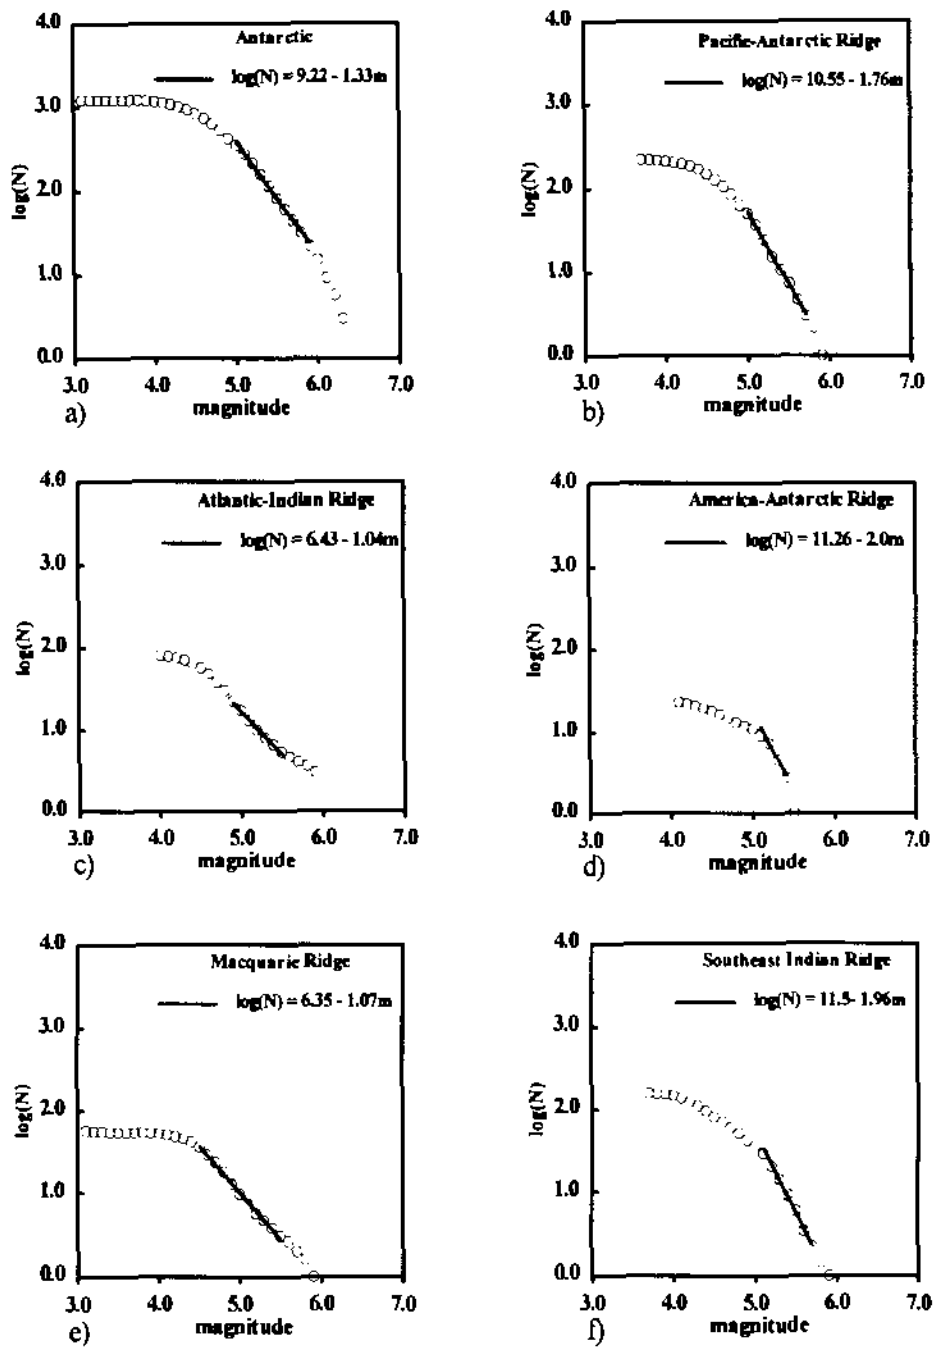 4.0
Antarctic
log(N) = 9.22 - 1.33m
3.0
log(N)
2.0
1.0
0.0
3.0 4.0 5.0 6.0 7.0
magnitude
a)
4.0
Pacific-Antarctic Ridge
log(N) = 10.55 - 1.76m
3.0
log(N)
2.0
1.0
0.0
3.0 4.0 5.0 6.0 7.0
magnitude
b)
4.0
Atlantic-Indian Ridge
log(N) = 6.43 - 1.04m
3.0
log(N)
2.0
1.0
0.0
3.0 4.0 5.0 6.0 7.0
magnitude
c)
4.0
America-Antarctic Ridge
log(N) = 11.26 - 2.0m
3.0
log(N)
2.0
1.0
0.0
3.0 4.0 5.0 6.0 7.0
magnitude
d)
4.0
Macquarie Ridge
log(N) = 6.35 - 1.07m
3.0
log(N)
2.0
1.0
0.0
3.0 4.0 5.0 6.0 7.0
magnitude
e)
4.0
Southeast Indian Ridge
log(N) = 11.5- 1.96m
3.0
log(N)
2.0
1.0
0.0
3.0 4.0 5.0 6.0 7.0
magnitude
f)